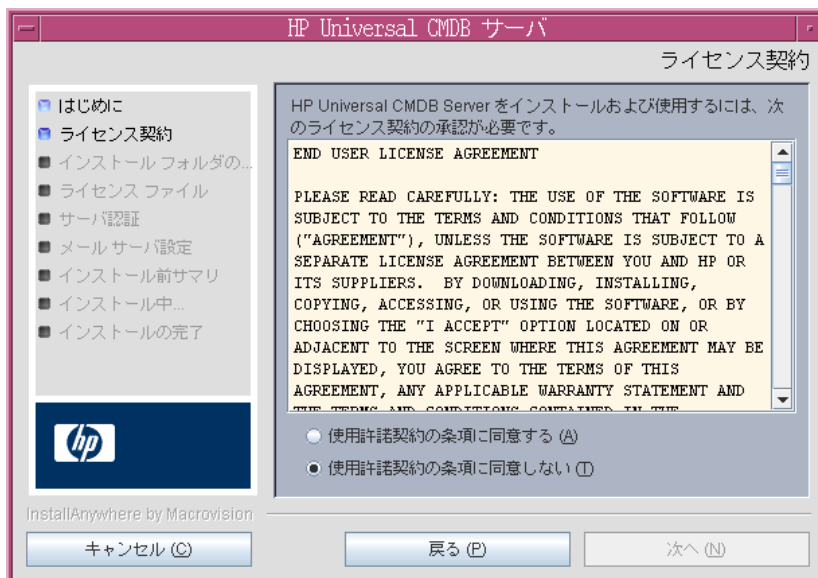 HP Universal CMDB サーバ
ライセンス契約
はじめに
ライセンス契約
インストール フォルダの...
ライセンス ファイル
サーバ認証
メール サーバ設定
インストール前サマリ
インストール中...
インストールの完了
hp
HP Universal CMDB Server をインストールおよび使用するには、次
のライセンス契約の承認が必要です。
END USER LICENSE AGREEMENT
PLEASE READ CAREFULLY: THE USE OF THE SOFTWARE IS
SUBJECT TO THE TERMS AND CONDITIONS THAT FOLLOW
("AGREEMENT"), UNLESS THE SOFTWARE IS SUBJECT TO A
SEPARATE LICENSE AGREEMENT BETWEEN YOU AND HP OR
ITS SUPPLIERS.  BY DOWNLOADING, INSTALLING,
COPYING, ACCESSING, OR USING THE SOFTWARE, OR BY
CHOOSING THE "I ACCEPT" OPTION LOCATED ON OR
ADJACENT TO THE SCREEN WHERE THIS AGREEMENT MAY BE
DISPLAYED, YOU AGREE TO THE TERMS OF THIS
AGREEMENT, ANY APPLICABLE WARRANTY STATEMENT AND
THE TERMS AND CONDITIONS CONTAINED IN THE
使用許諾契約の条項に同意する (A)
使用許諾契約の条項に同意しない (T)
InstallAnywhere by Macrovision
キャンセル (C)
戻る (P)
次へ (N)